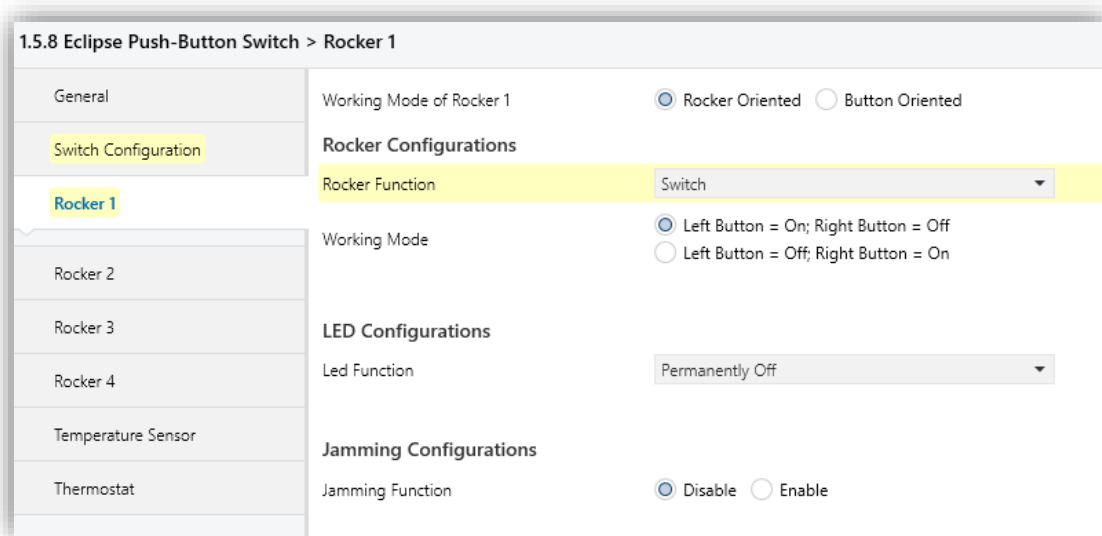 1.5.8 Eclipse Push-Button Switch > Rocker 1
General
Switch Configuration
Rocker 1
Rocker 2
Rocker 3
Rocker 4
Temperature Sensor
Thermostat
Working Mode of Rocker 1 Rocker Oriented Button Oriented
Rocker Configurations
Rocker Function Switch
Working Mode Left Button = On; Right Button = Off
Left Button = Off; Right Button = On
LED Configurations
Led Function Permanently Off
Jamming Configurations
Jamming Function Disable Enable